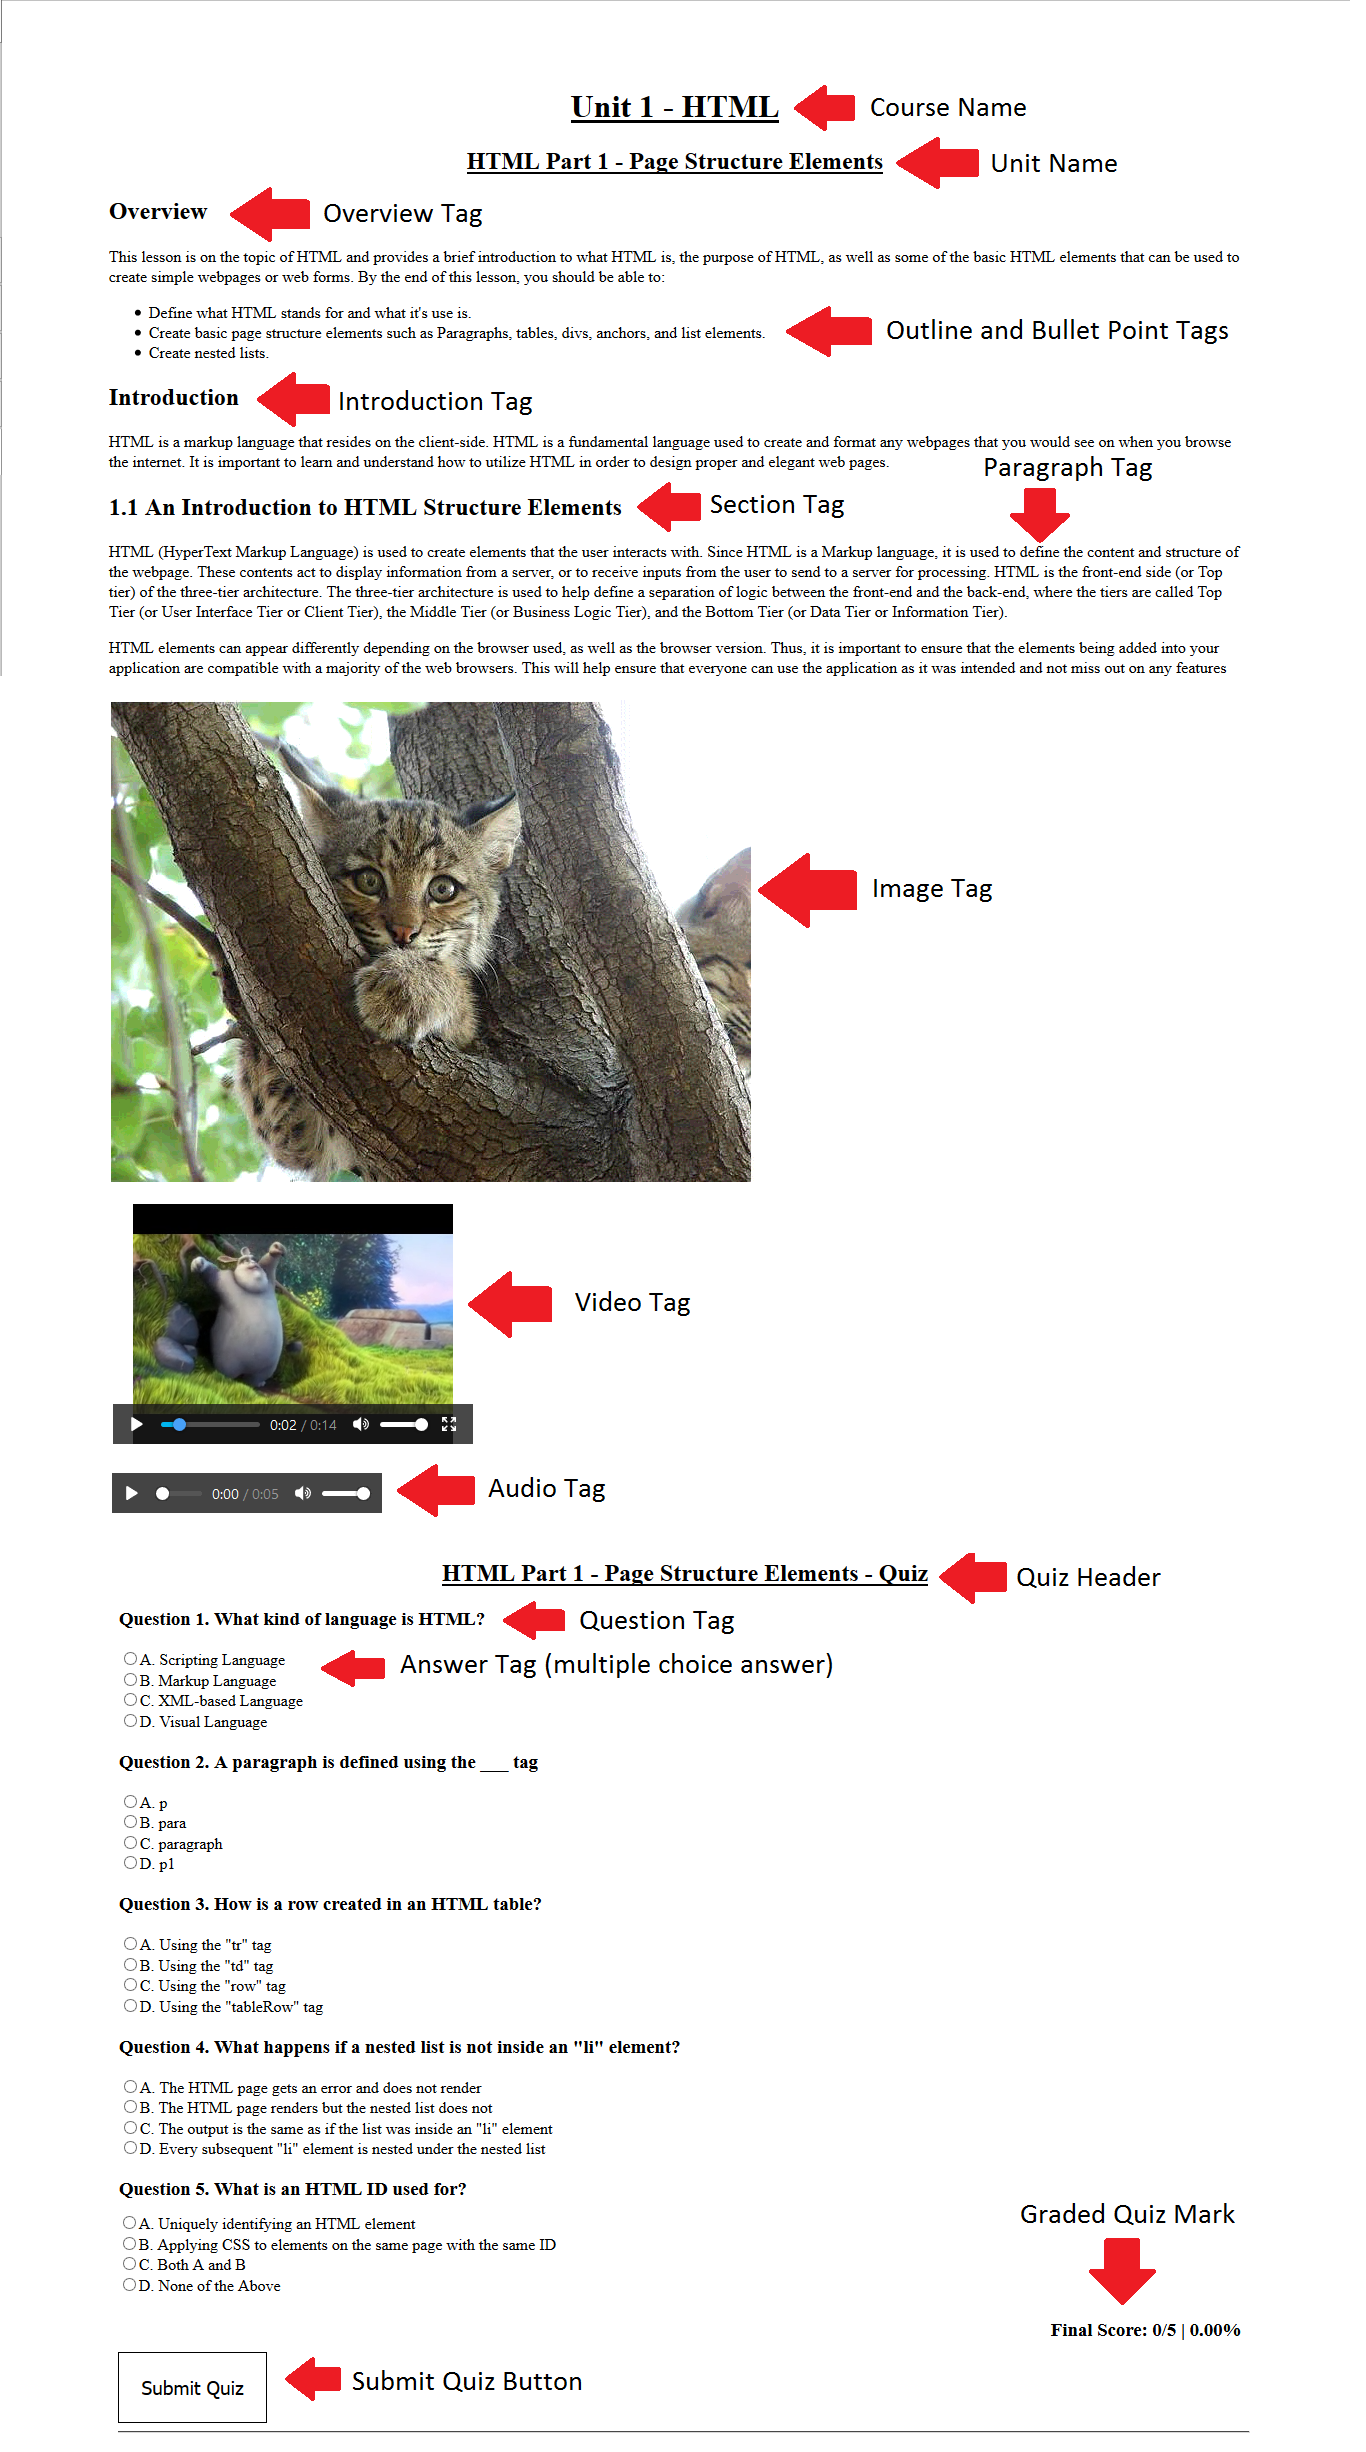 Unit 1 - HTML
Course Name
HTML Part 1 - Page Structure Elements
Unit Name
Overview
Overview Tag
This lesson is on the topic of HTML and provides a brief introduction to what HTML is, the purpose of HTML, as well as some of the basic HTML elements that can be used to
create simple webpages or web forms. By the end of this lesson, you should be able to:
• Define what HTML stands for and what it's use is.
• Create basic page structure elements such as Paragraphs, tables, divs, anchors, and list elements.
Outline and Bullet Point Tags
• Create nested lists.
Introduction
Introduction Tag
HTML is a markup language that resides on the client-side. HTML is a fundamental language used to create and format any webpages that you would see on when you browse
the internet. It is important to learn and understand how to utilize HTML in order to design proper and elegant web pages.
Paragraph Tag
1.1 An Introduction to HTML Structure Elements
Section Tag
HTML (HyperText Markup Language) is used to create elements that the user interacts with. Since HTML is a Markup language, it is used to define the content and structure of
the webpage. These contents act to display information from a server, or to receive inputs from the user to send to a server for processing. HTML is the front-end side (or Top
tier) of the three-tier architecture. The three-tier architecture is used to help define a separation of logic between the front-end and the back-end, where the tiers are called Top
Tier (or User Interface Tier or Client Tier), the Middle Tier (or Business Logic Tier), and the Bottom Tier (or Data Tier or Information Tier).
HTML elements can appear differently depending on the browser used, as well as the browser version. Thus, it is important to ensure that the elements being added into your
application are compatible with a majority of the web browsers. This will help ensure that everyone can use the application as it was intended and not miss out on any features
Image Tag
Video Tag
0:02 / 0:14
0:00 / 0:05
Audio Tag
HTML Part 1 - Page Structure Elements - Quiz
Quiz Header
Question 1. What kind of language is HTML?
Question Tag
A. Scripting Language
Answer Tag (multiple choice answer)
B. Markup Language
C. XML-based Language
D. Visual Language
Question 2. A paragraph is defined using the ___ tag
A. p
B. para
C. paragraph
D. p1
Question 3. How is a row created in an HTML table?
A. Using the "tr" tag
B. Using the "td" tag
C. Using the "row" tag
D. Using the "tableRow" tag
Question 4. What happens if a nested list is not inside an "li" element?
A. The HTML page gets an error and does not render
B. The HTML page renders but the nested list does not
C. The output is the same as if the list was inside an "li" element
D. Every subsequent "li" element is nested under the nested list
Question 5. What is an HTML ID used for?
A. Uniquely identifying an HTML element
B. Applying CSS to elements on the same page with the same ID
C. Both A and B
D. None of the Above
Graded Quiz Mark
Final Score: 0/5 | 0.00%
Submit Quiz
Submit Quiz Button